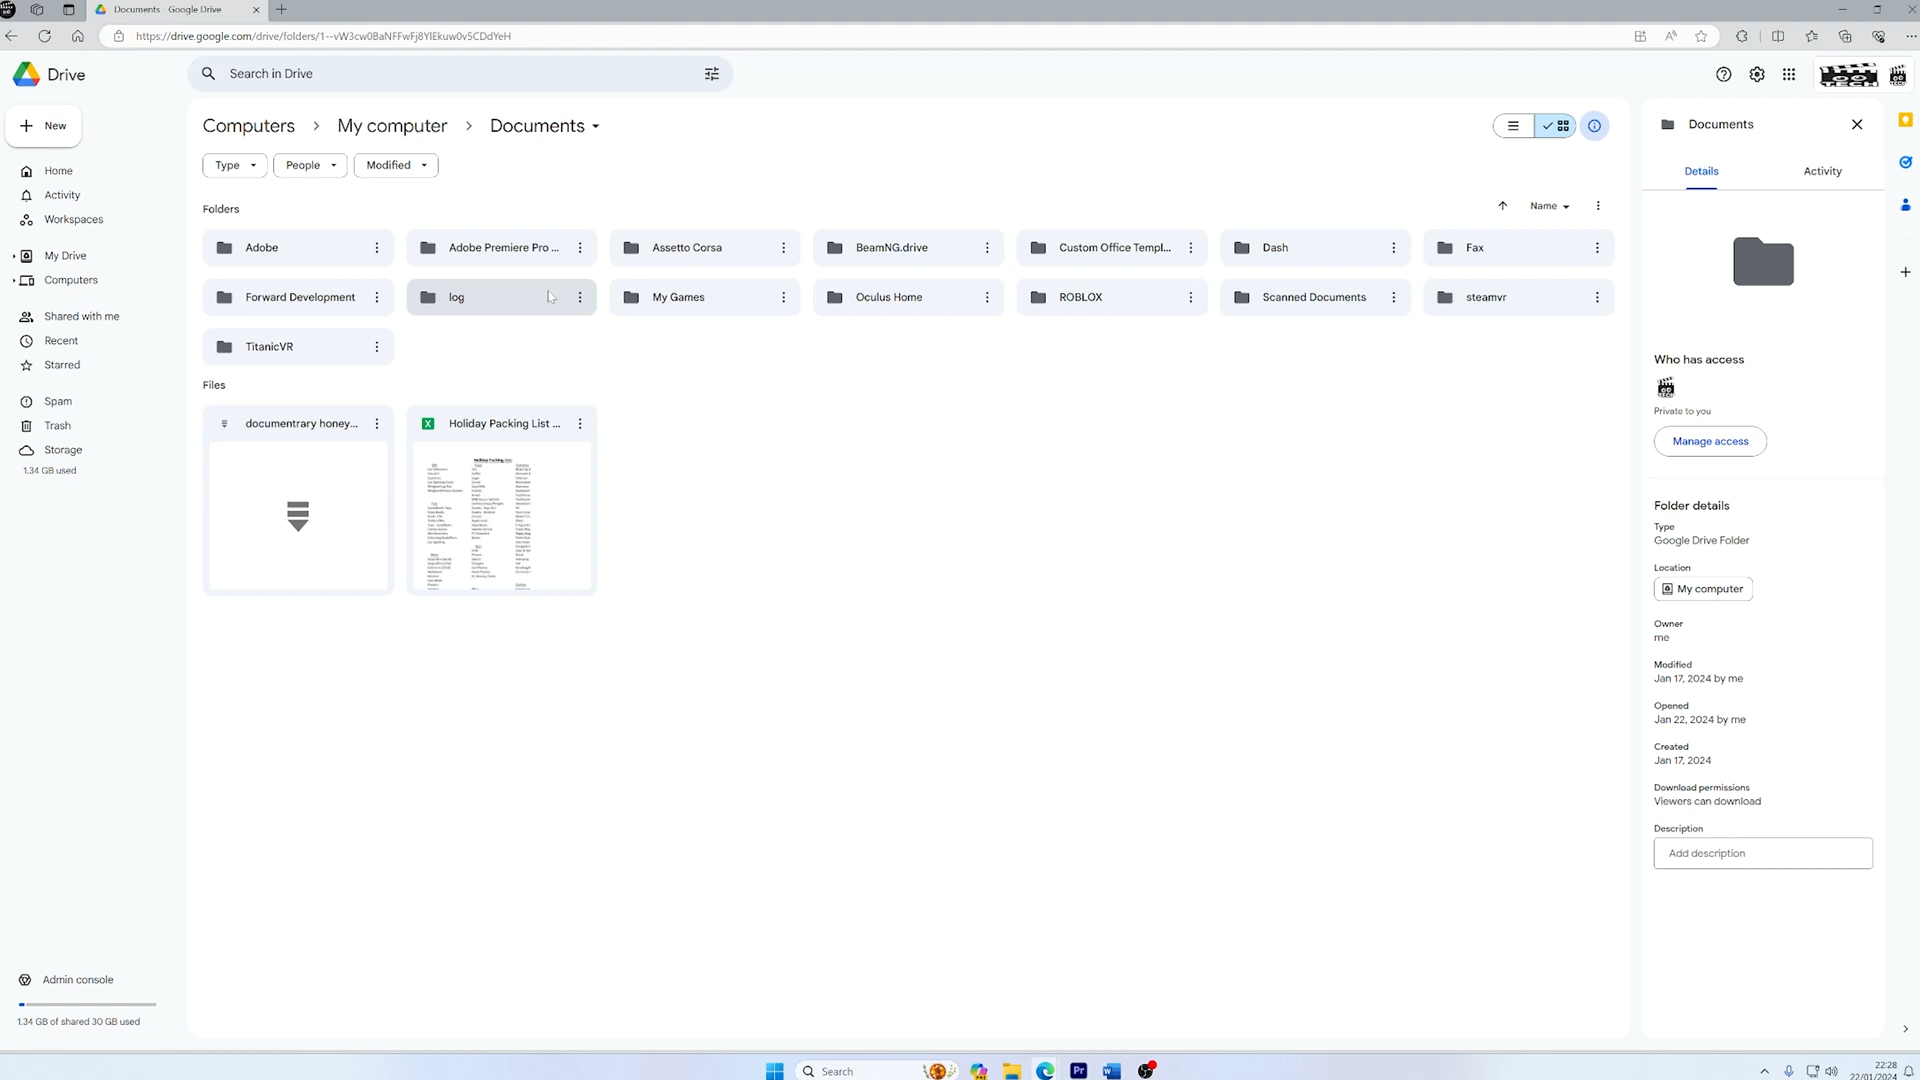 Documents - Google Drive
https://drive.google.com/drive/folders/1--vW3cw0BaNFFwFj8YlEkuw0v5CDdYeH
Drive
Search in Drive
TECH
New
Computers > My computer > Documents
Documents
Type
People
Modified
Details
Activity
Home
Activity
Workspaces
My Drive
Computers
Shared with me
Recent
Starred
Spam
Trash
Storage
1.34 GB used
Folders
Name
Adobe
Adobe Premiere Pro ...
Assetto Corsa
BeamNG.drive
Custom Office Templ...
Dash
Fax
Forward Development
log
My Games
Oculus Home
ROBLOX
Scanned Documents
steamvr
TitanicVR
Files
documentrary honey...
Holiday Packing List ...
Holiday Packing List
Who has access
Private to you
Manage access
Folder details
Type
Google Drive Folder
Location
My computer
Owner
me
Modified
Jan 17, 2024 by me
Opened
Jan 22, 2024 by me
Created
Jan 17, 2024
Download permissions
Viewers can download
Description
Add description
Admin console
1.34 GB of shared 30 GB used
Search
Pr
22:28
22/01/2024